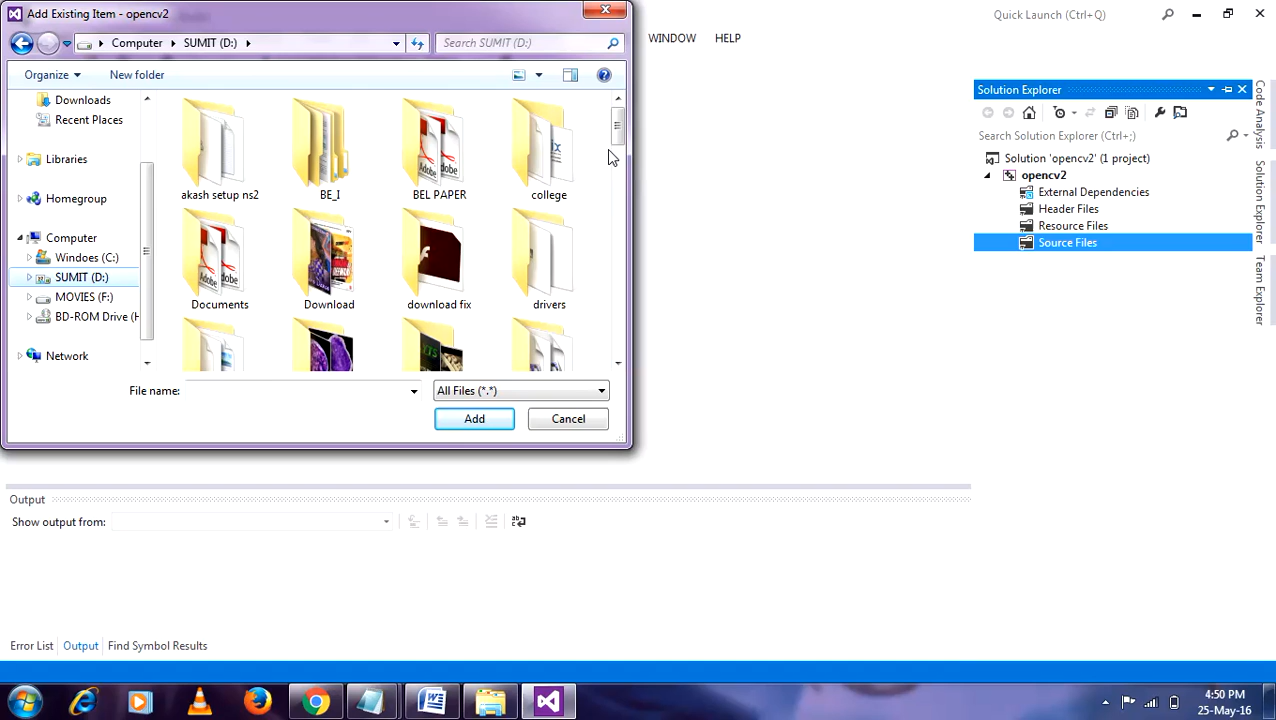 Add Existing Item - opencv2
Quick Launch (Ctrl+Q)
Computer SUMIT (D:)
Search SUMIT (D:)
WINDOW HELP
Organize New folder
Downloads
Recent Places
Libraries
Homegroup
Computer
Windoes (C:)
SUMIT (D:)
MOVIES (F:)
BD-ROM Drive (H
Network
akash setup ns2
BE_I
BEL PAPER
college
Documents
Download
download fix
drivers
File name:
All Files (*.*)
Add
Cancel
Solution Explorer
Search Solution Explorer (Ctrl+;)
Solution 'opencv2' (1 project)
opencv2
External Dependencies
Header Files
Resource Files
Source Files
Code Analysis
Solution Explorer
Team Explorer
Output
Show output from:
Error List Output Find Symbol Results
4:50 PM
25-May-16